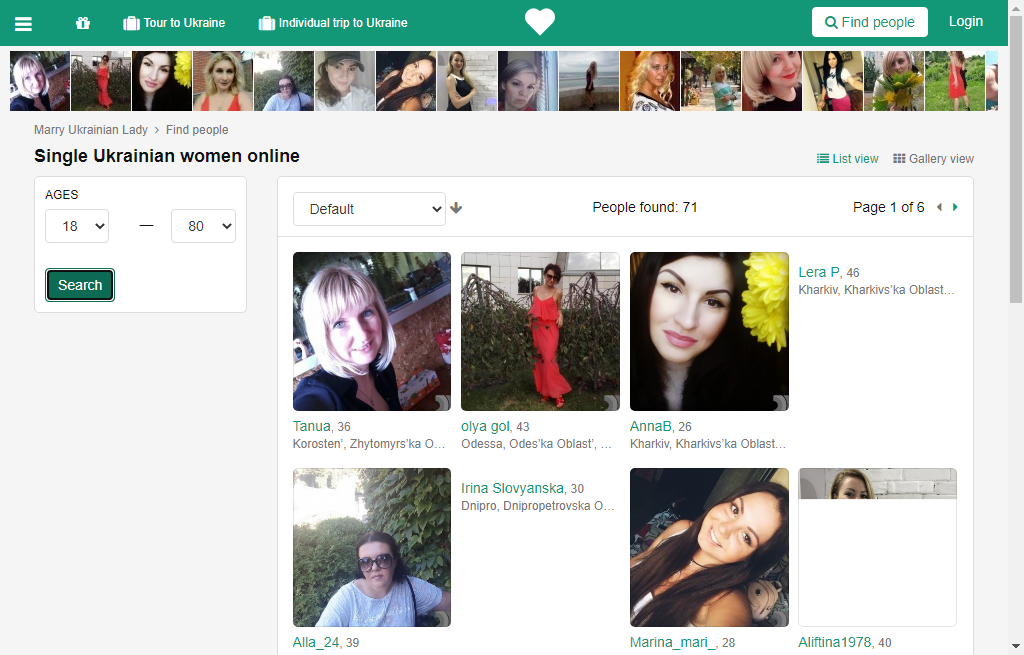 Tour to Ukraine
Individual trip to Ukraine
Find people
Login
Marry Ukrainian Lady › Find people
Single Ukrainian women online
List view
Gallery view
AGES
18 — 80
Search
Default
People found: 71
Page 1 of 6
Tanua, 36
Korosten’, Zhytomyrs’ka O...
olya gol, 43
Odessa, Odes’ka Oblast’, ...
AnnaB, 26
Kharkiv, Kharkivs’ka Oblast...
Lera P, 46
Kharkiv, Kharkivs’ka Oblast...
Alla_24, 39
Irina Slovyanska, 30
Dnipro, Dnipropetrovska O...
Marina_mari_, 28
Aliftina1978, 40